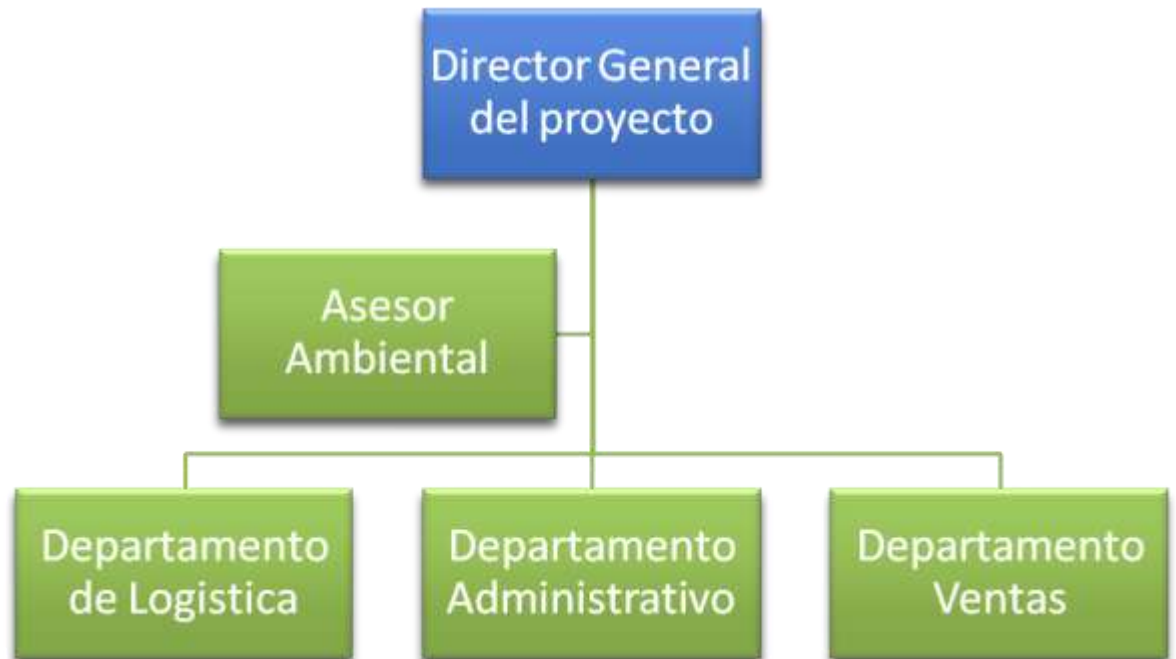 Director General
del proyecto
Asesor
Ambiental
Departamento
de Logistica
Departamento
Administrativo
Departamento
Ventas